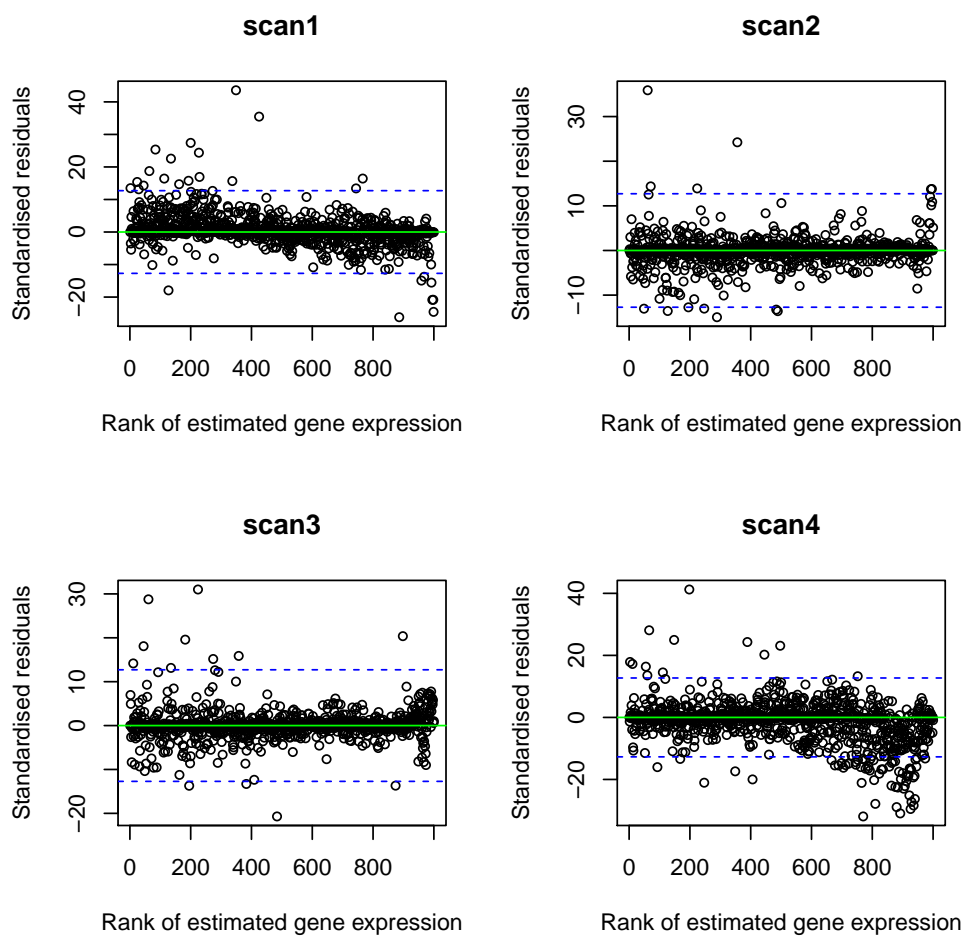 scan1
Standardised residuals
40
20
0
−20
0 200 400 600 800
Rank of estimated gene expression
scan2
Standardised residuals
30
10
−10
0 200 400 600 800
Rank of estimated gene expression
scan3
Standardised residuals
30
10
0
−20
0 200 400 600 800
Rank of estimated gene expression
scan4
Standardised residuals
40
20
0
−20
0 200 400 600 800
Rank of estimated gene expression